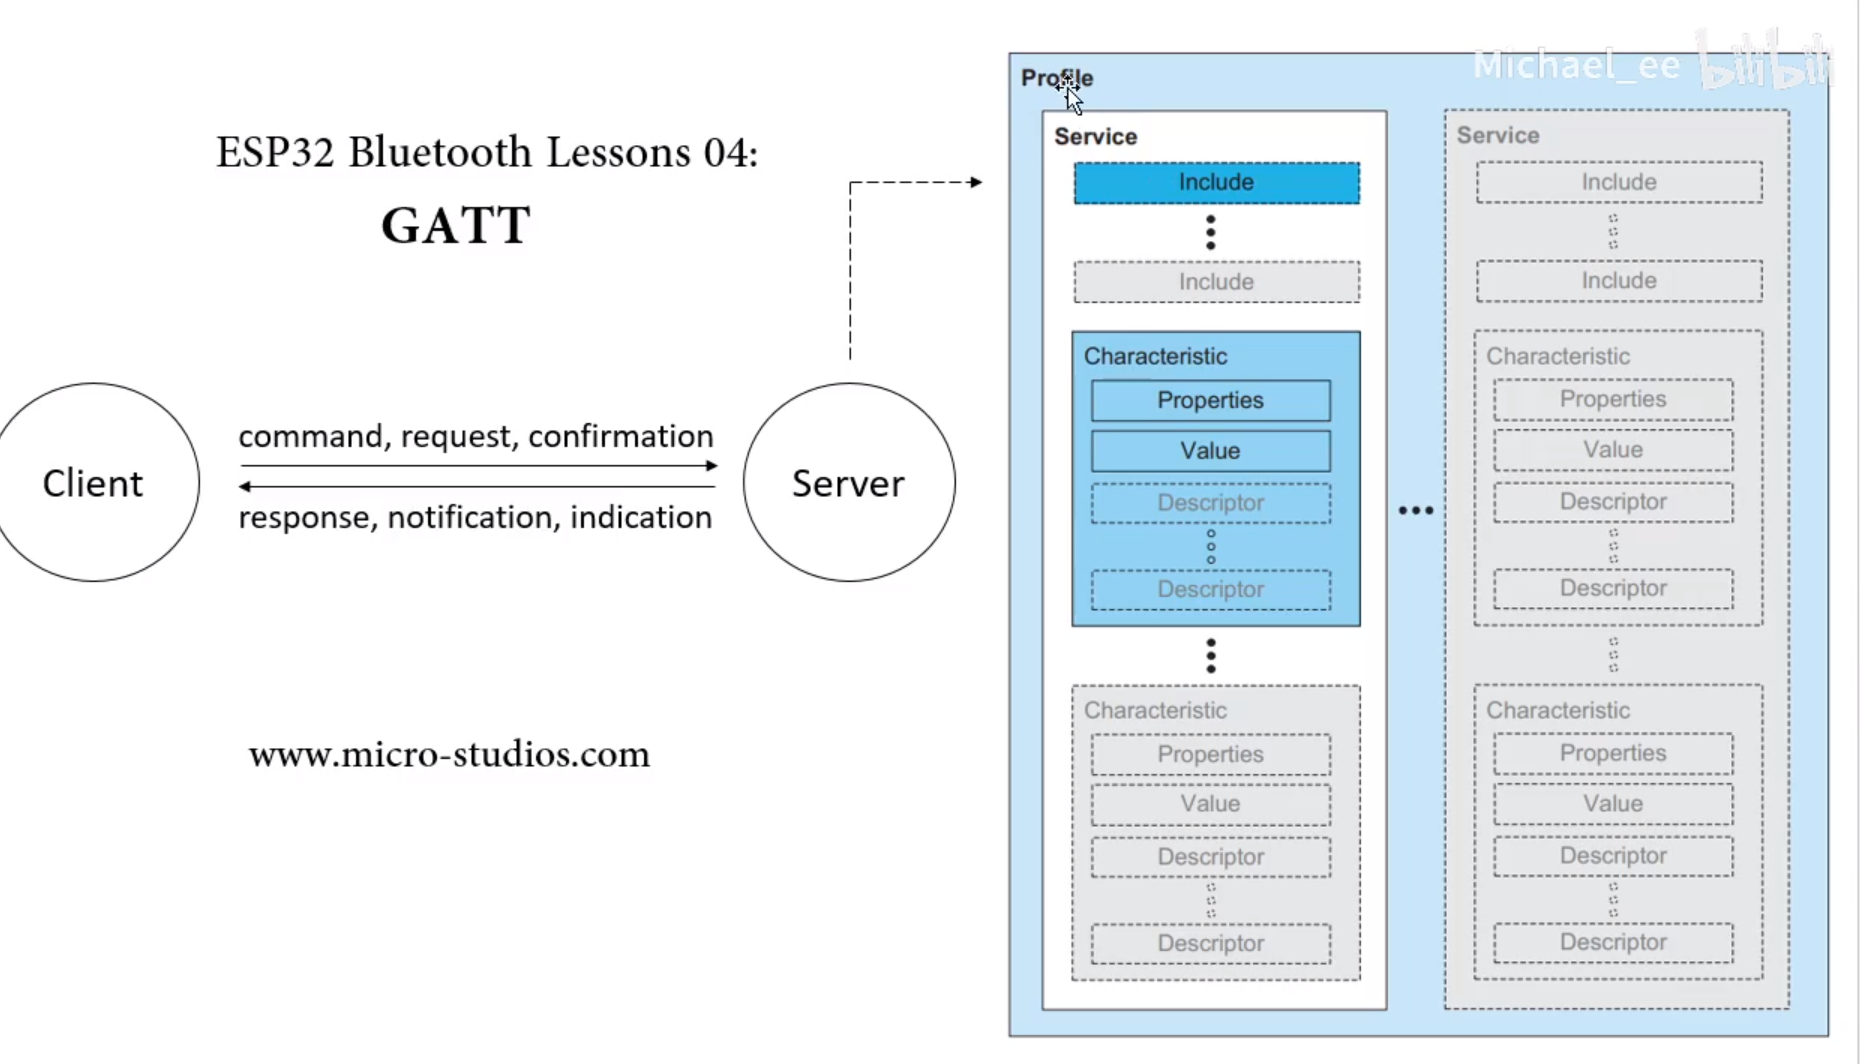 Michael_ee bilibili
ESP32 Bluetooth Lessons 04:
GATT
Client
command, request, confirmation
response, notification, indication
Server
www.micro-studios.com
Profile
Service
Include
Include
Characteristic
Properties
Value
Descriptor
Descriptor
Characteristic
Properties
Value
Descriptor
Descriptor
Service
Include
Include
Characteristic
Properties
Value
Descriptor
Descriptor
Characteristic
Properties
Value
Descriptor
Descriptor